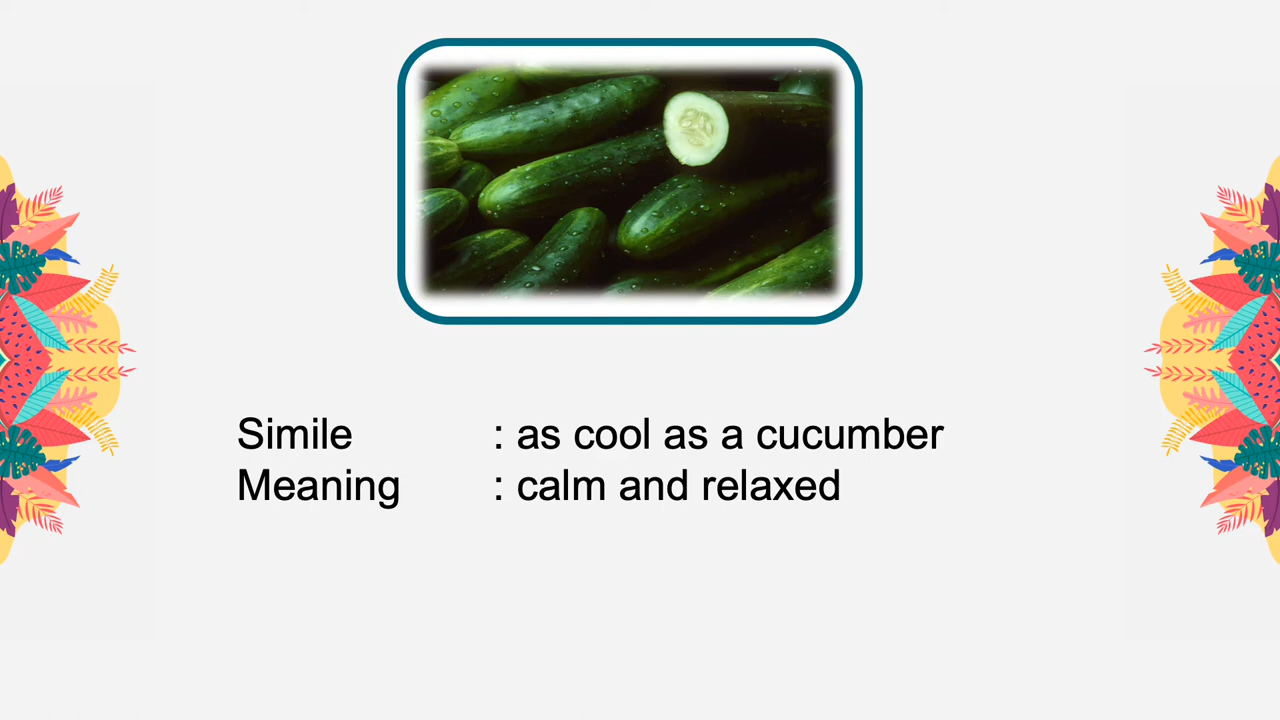 Simile : as cool as a cucumber
Meaning : calm and relaxed